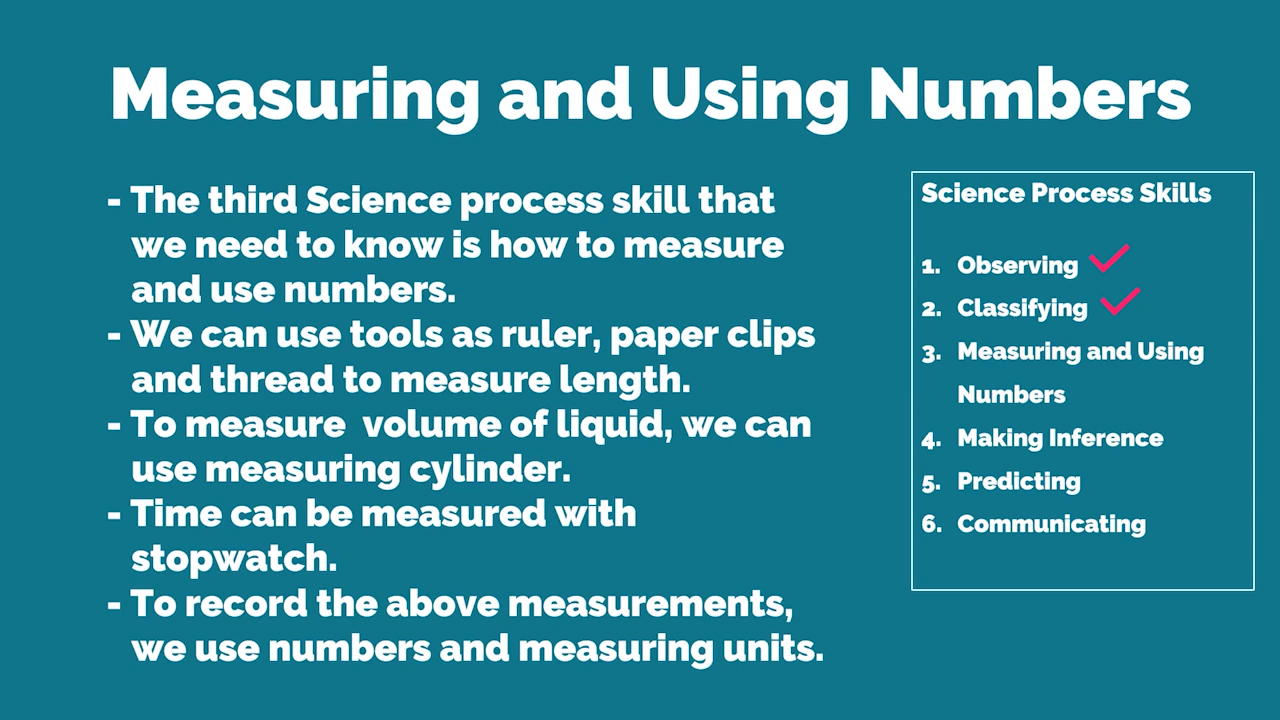 Measuring and Using Numbers
- The third Science process skill that
we need to know is how to measure
and use numbers.
- We can use tools as ruler, paper clips
and thread to measure length.
- To measure  volume of liquid, we can
use measuring cylinder.
- Time can be measured with
stopwatch.
- To record the above measurements,
we use numbers and measuring units.
Science Process Skills
1. Observing
2. Classifying
3. Measuring and Using
Numbers
4. Making Inference
5. Predicting
6. Communicating